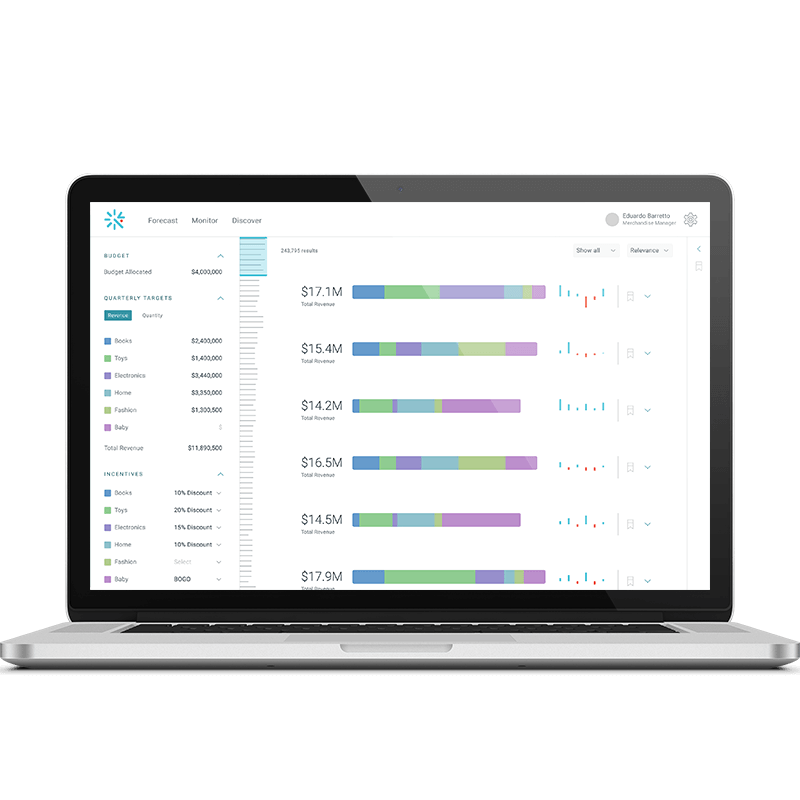 Forecast Monitor Discover
Eduardo Barretto
Merchandise Manager
BUDGET
Budget Allocated $4,000,000
QUARTERLY TARGETS
Revenue Quantity
Books $2,400,000
Toys $1,400,000
Electronics $3,440,000
Home $3,350,000
Fashion $1,300,500
Baby $
Total Revenue $11,890,500
INCENTIVES
Books 10% Discount
Toys 20% Discount
Electronics 15% Discount
Home 10% Discount
Fashion Select
Baby BOGO
243,795 results
Show all Relevance
$17.1M
Total Revenue
$15.4M
Total Revenue
$14.2M
Total Revenue
$16.5M
Total Revenue
$14.5M
Total Revenue
$17.9M
Total Revenue